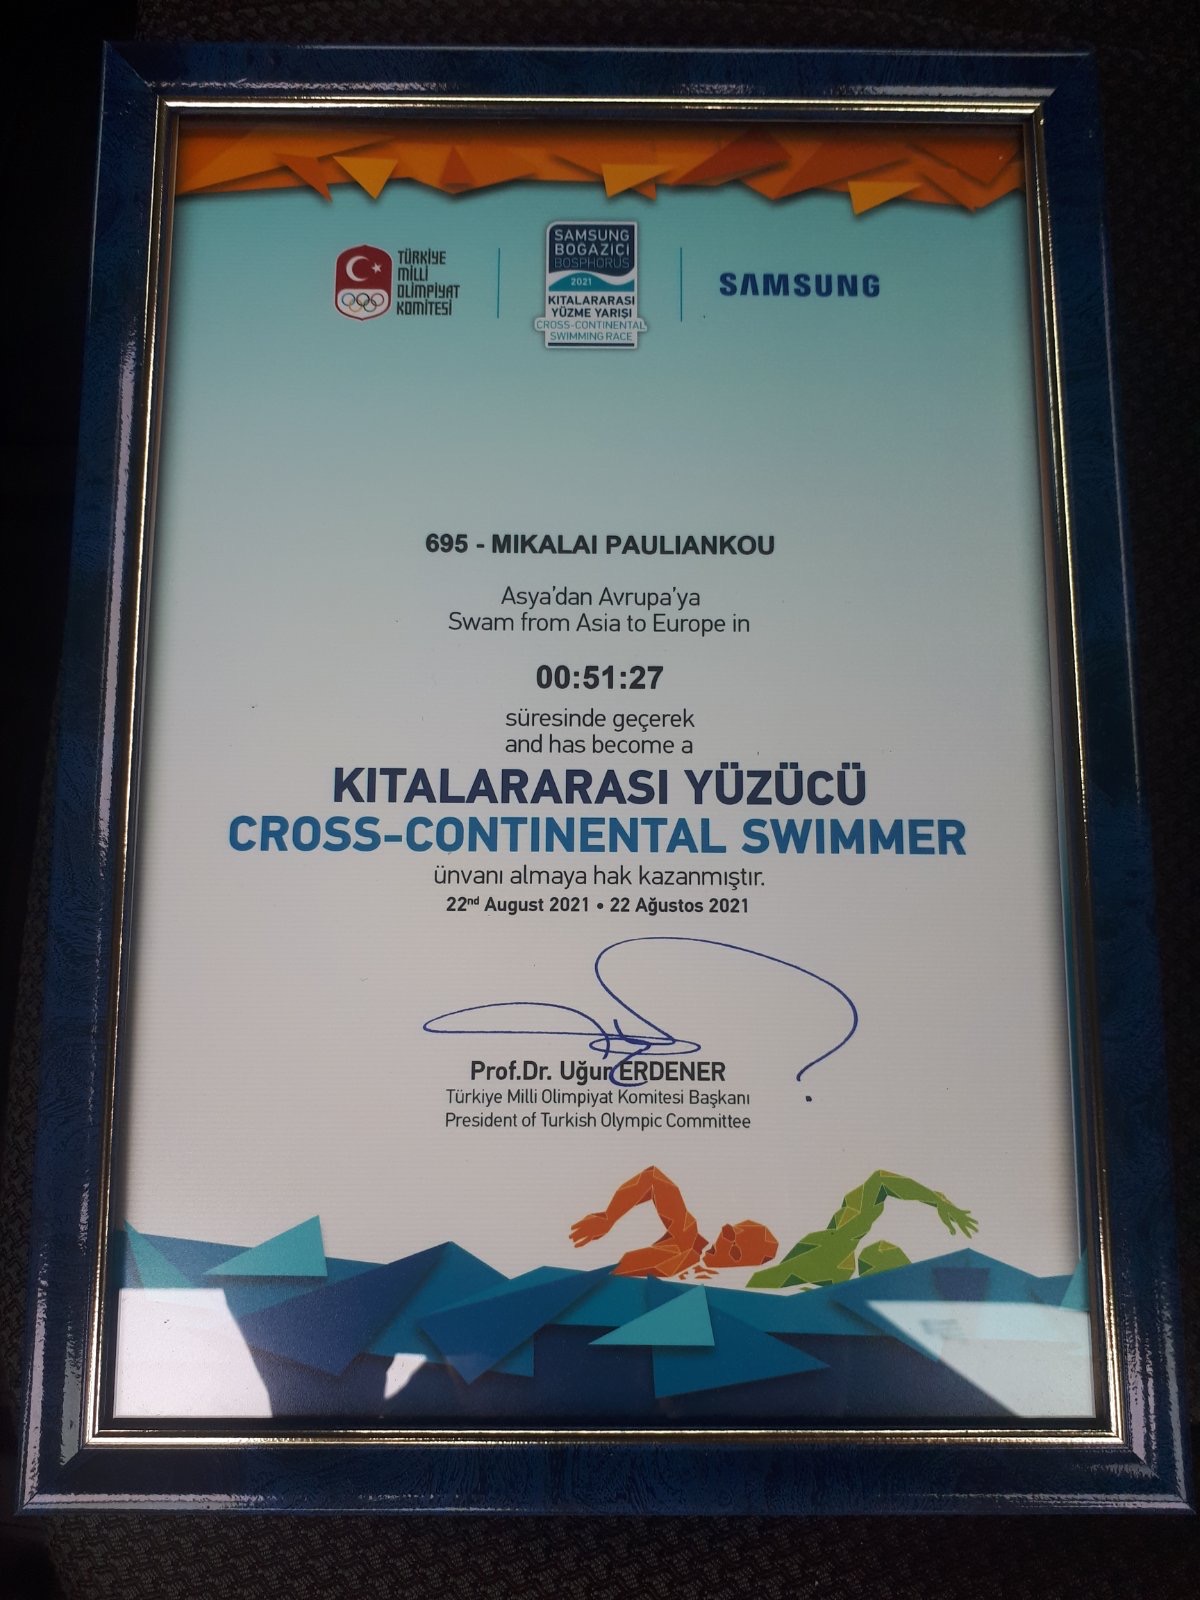 TÜRKİYE
MİLLİ
OLİMPİYAT
KOMİTESİ
SAMSUNG
BOĞAZİÇİ
BOSPHORUS
2021
KITALARARASI
YÜZME YARIŞI
CROSS-CONTINENTAL
SWIMMING RACE
SAMSUNG
695 - MIKALAI PAULIANKOU
Asya'dan Avrupa'ya
Swam from Asia to Europe in
00:51:27
süresinde geçerek
and has become a
KITALARARASI YÜZÜCÜ
CROSS-CONTINENTAL SWIMMER
ünvanı almaya hak kazanmıştır.
22nd August 2021 • 22 Ağustos 2021
Prof.Dr. Uğur ERDENER
Türkiye Milli Olimpiyat Komitesi Başkanı
President of Turkish Olympic Committee